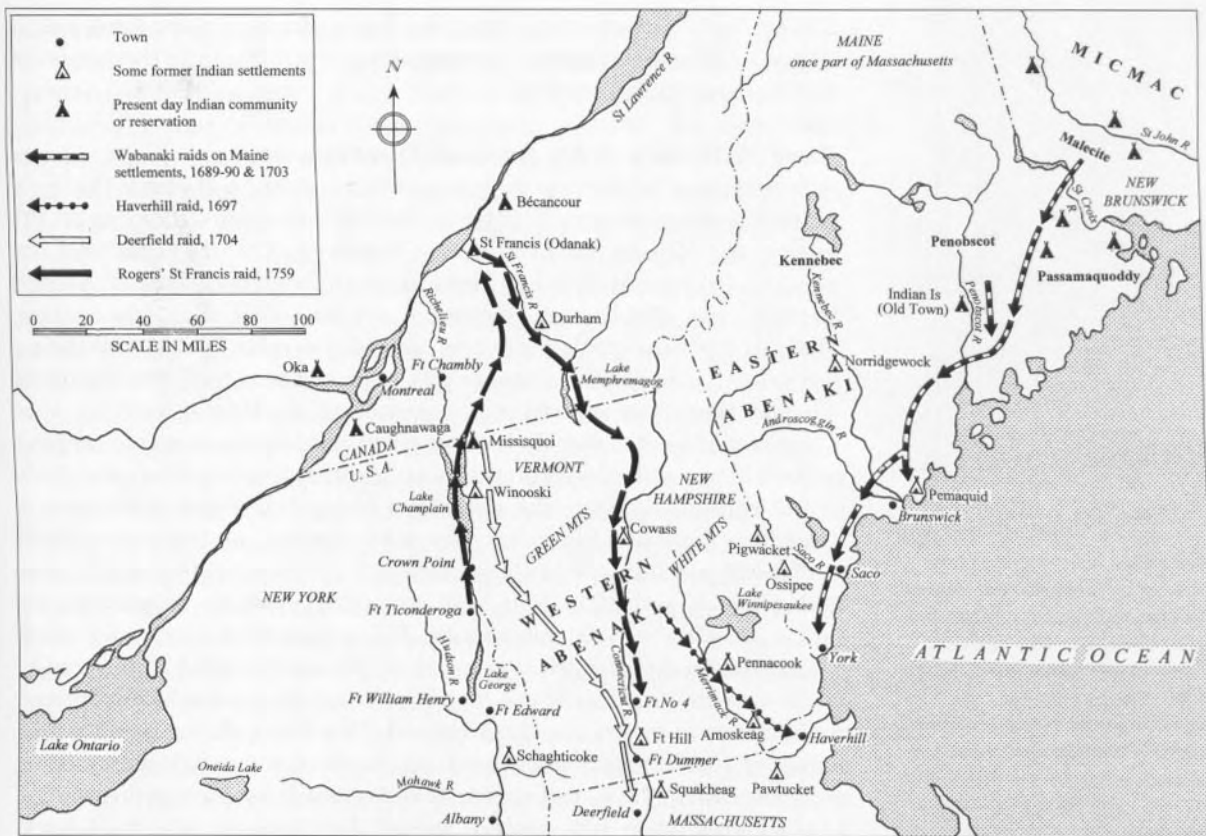 Town
Some former Indian settlements
Present day Indian community
or reservation
Wabanaki raids on Maine
settlements, 1689-90 & 1703
Haverhill raid, 1697
Deerfield raid, 1704
Rogers' St Francis raid, 1759
0 20 40 60 80 100
SCALE IN MILES
N
St Lawrence R
MAINE
once part of Massachusetts
MICMAC
St John R
Malecite
NEW
BRUNSWICK
St Croix
R
Bécancour
St Francis (Odanak)
St Francis R
Penobscot
Passamaquoddy
Kennebec
Kennebec R
Indian Is
(Old Town)
Penobscot R
Richelieu R
Durham
Norridgewock
EASTERN
ABENAKI
Lake
Memphremagog
Oka
Ft Chambly
Montreal
Androscoggin R
Caughnawaga
CANADA
U. S. A.
Missisquoi
VERMONT
Winooski
NEW
HAMPSHIRE
Pemaquid
Brunswick
Lake
Champlain
GREEN MTS
Cowass
WHITE MTS
Pigwacket
Saco R
Saco
Ossipee
Crown Point
Lake
Winnipesaukee
NEW YORK
Ft Ticonderoga
WESTERN
ABENAKI
York
ATLANTIC OCEAN
Hudson R
Lake
George
Connecticut R
Pennacook
Merrimack R
Ft William Henry
Ft Edward
Ft No 4
Amoskeag
Haverhill
Lake Ontario
Schaghticoke
Ft Hill
Ft Dummer
Oneida Lake
Mohawk R
Squakheag
Pawtucket
Albany
Deerfield
MASSACHUSETTS